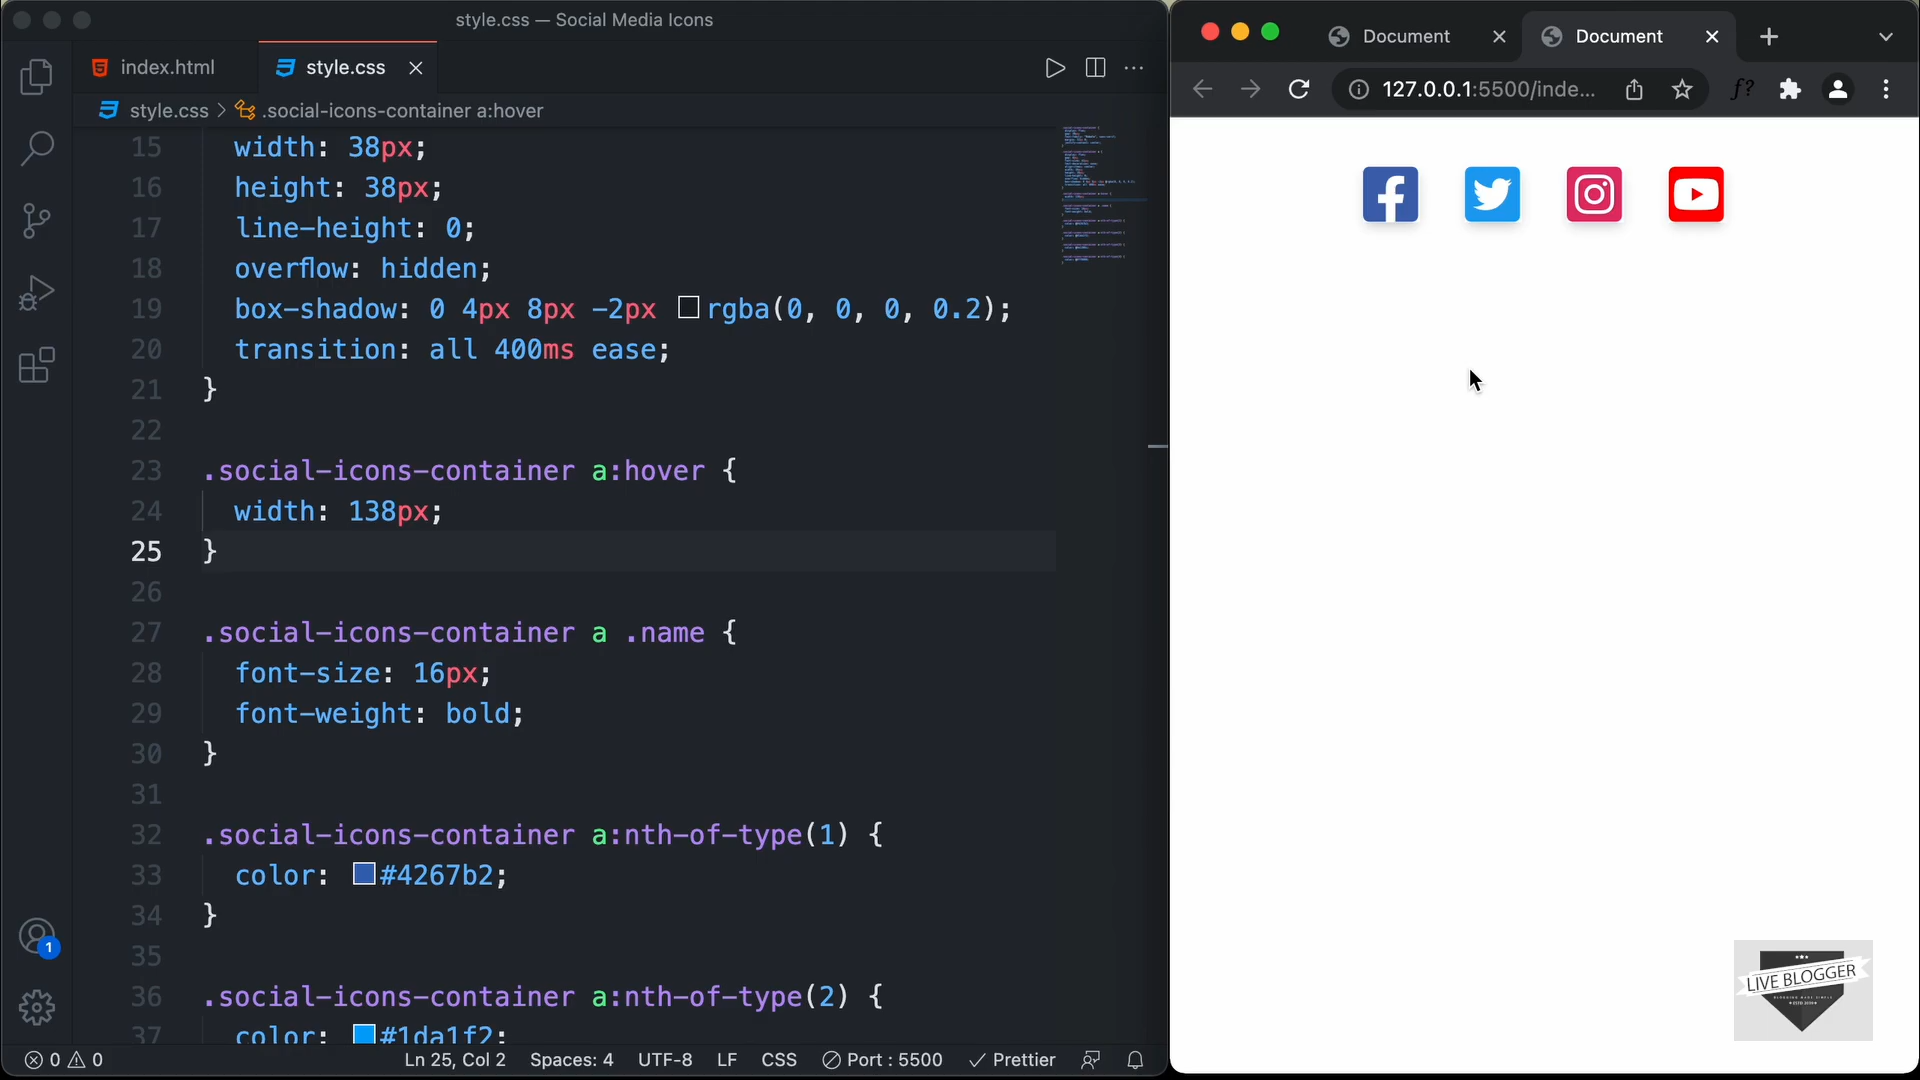 style.css — Social Media Icons
index.html
style.css
style.css > .social-icons-container a:hover
15 width: 38px;
16 height: 38px;
17 line-height: 0;
18 overflow: hidden;
19 box-shadow: 0 4px 8px -2px rgba(0, 0, 0, 0.2);
20 transition: all 400ms ease;
21 }
22
23 .social-icons-container a:hover {
24 width: 138px;
25 }
26
27 .social-icons-container a .name {
28 font-size: 16px;
29 font-weight: bold;
30 }
31
32 .social-icons-container a:nth-of-type(1) {
33 color: #4267b2;
34 }
35
36 .social-icons-container a:nth-of-type(2) {
37 color: #1da1f2;
1
0 0
Ln 25, Col 2 Spaces: 4 UTF-8 LF CSS Port : 5500 Prettier
Document
Document
127.0.0.1:5500/inde...
f?
LIVE BLOGGER
BLOGGING MADE SIMPLE